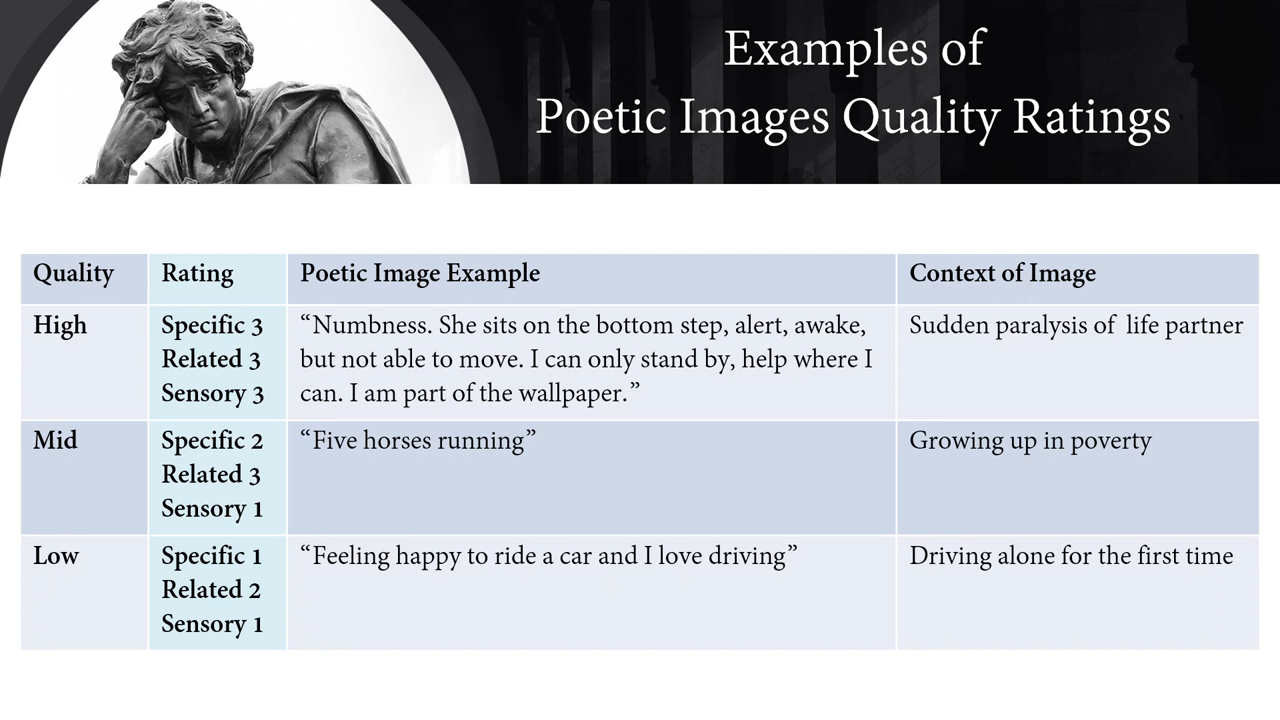 Examples of
Poetic Images Quality Ratings
Quality
Rating
Poetic Image Example
Context of Image
High
Specific 3
Related 3
Sensory 3
“Numbness. She sits on the bottom step, alert, awake,
but not able to move. I can only stand by, help where I
can. I am part of the wallpaper.”
Sudden paralysis of life partner
Mid
Specific 2
Related 3
Sensory 1
“Five horses running”
Growing up in poverty
Low
Specific 1
Related 2
Sensory 1
“Feeling happy to ride a car and I love driving”
Driving alone for the first time